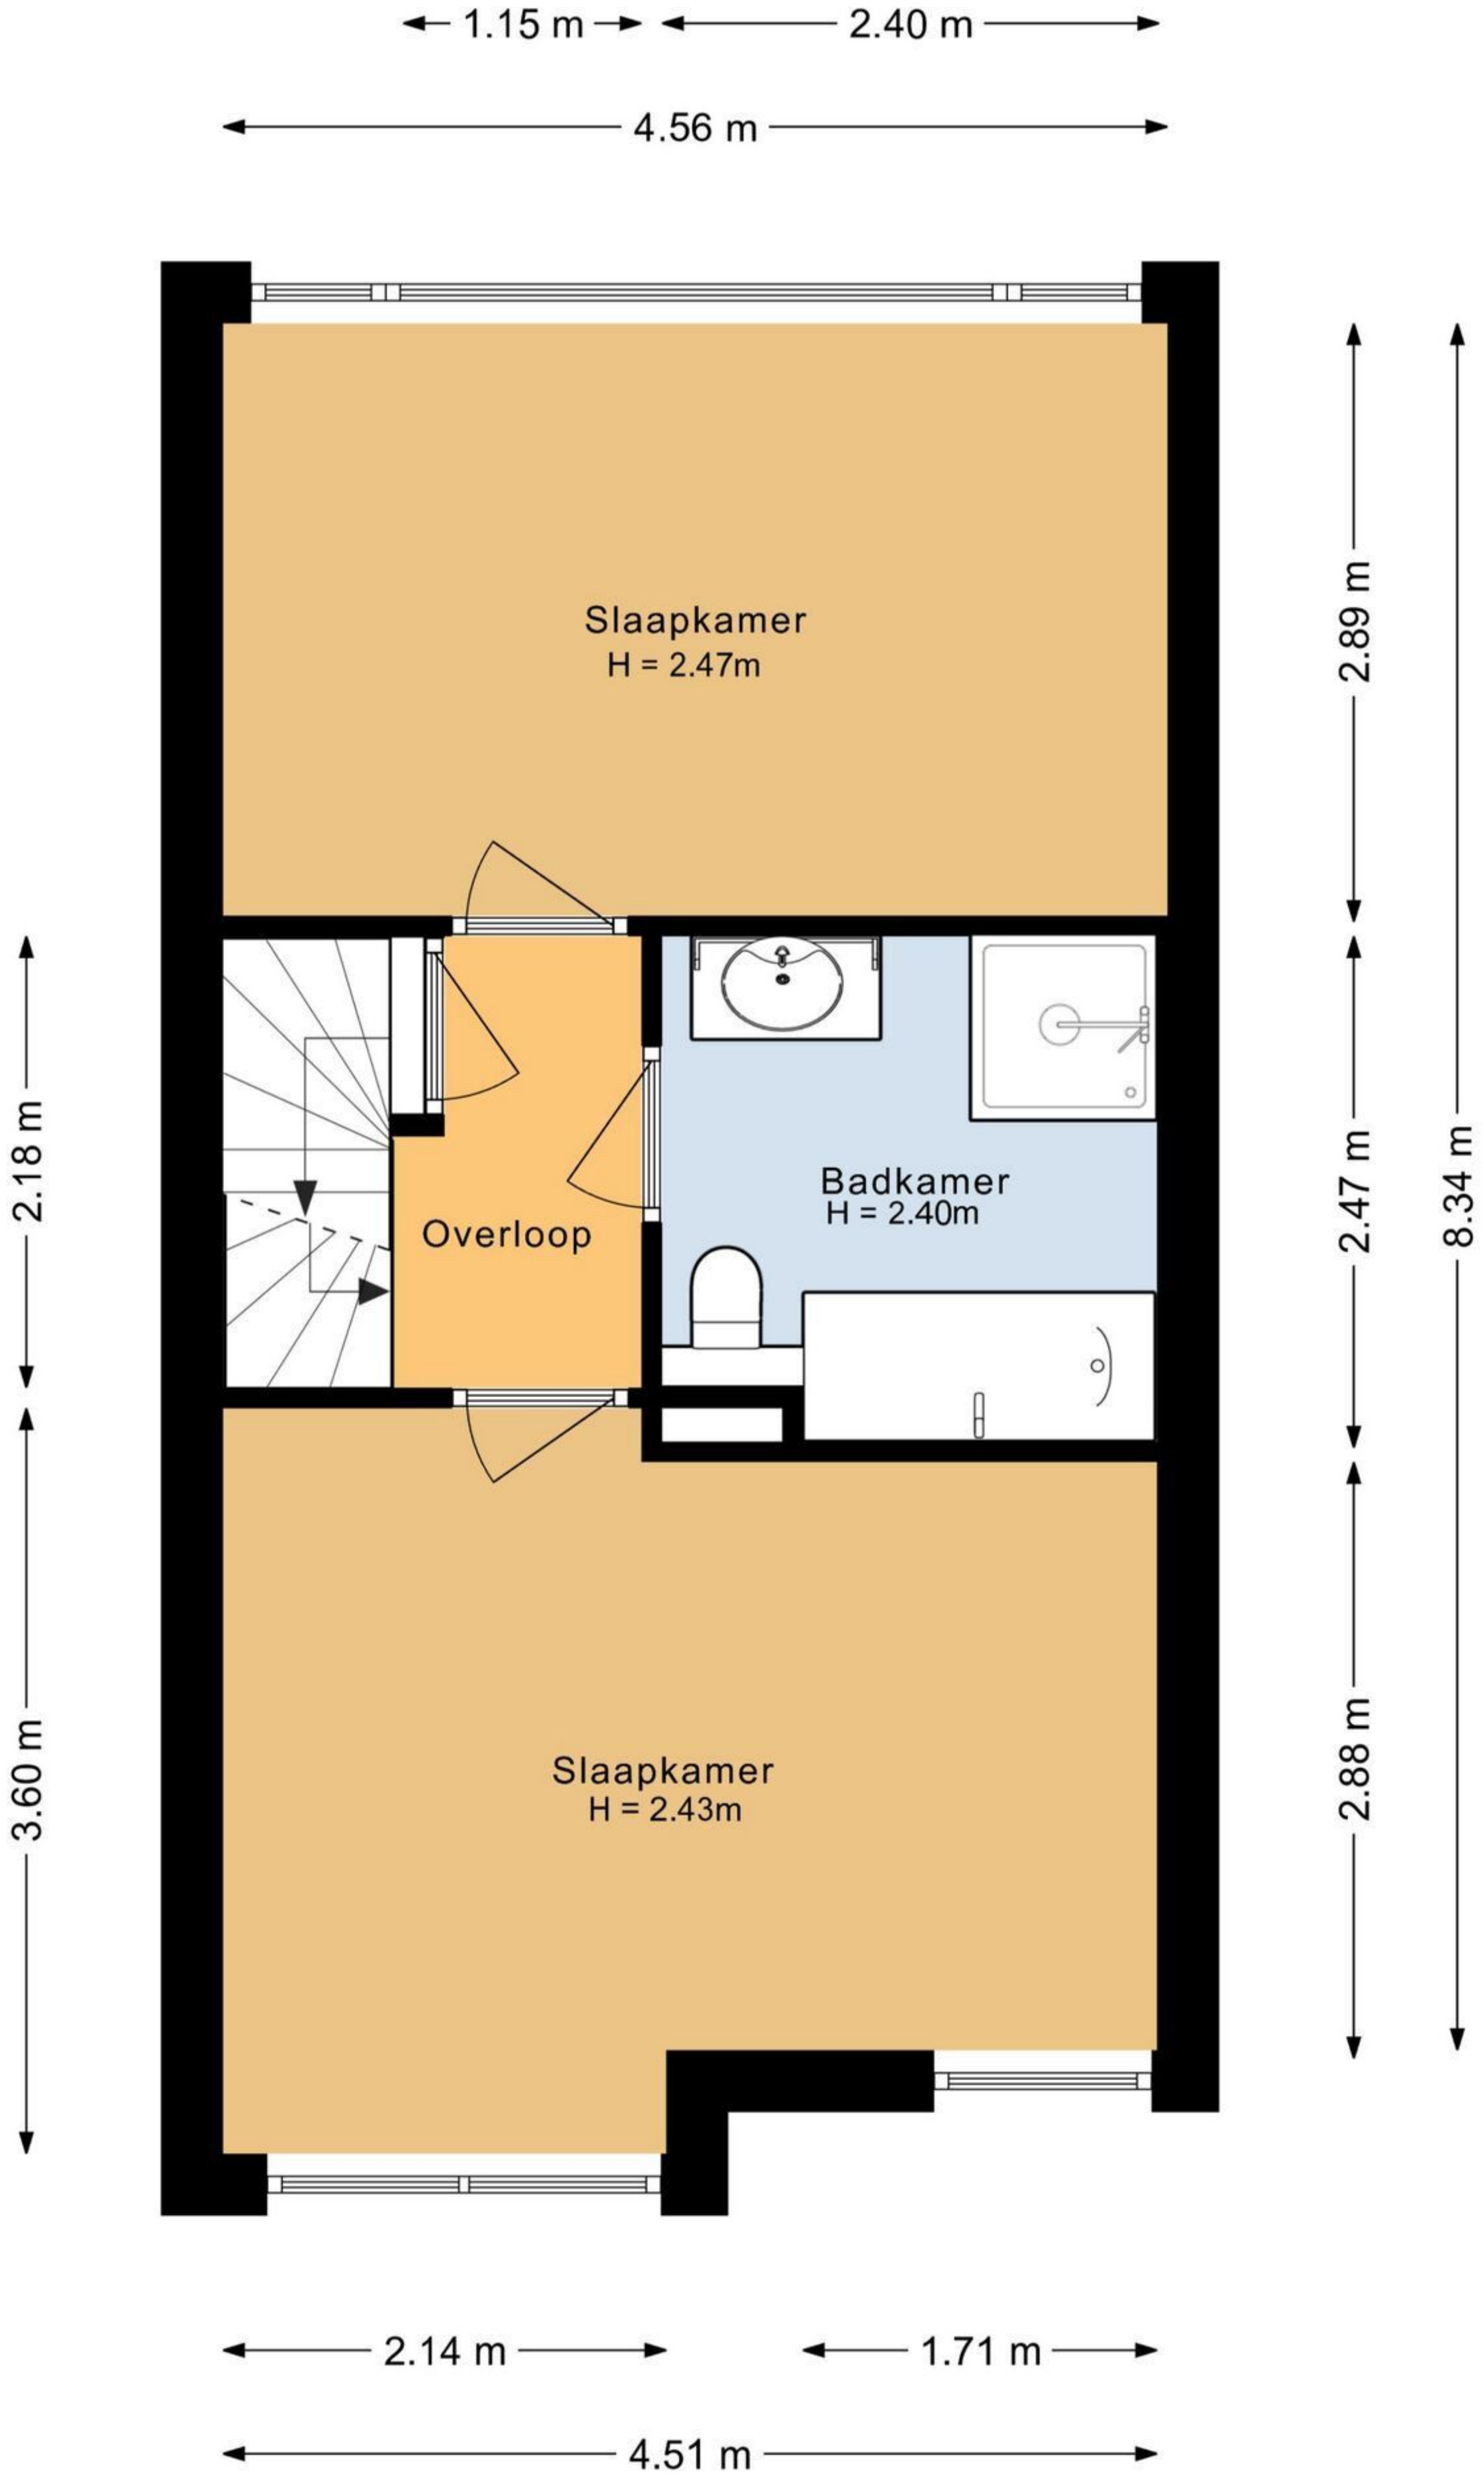 1.15 m
2.40 m
4.56 m
Slaapkamer
H = 2.47m
2.89 m
8.34 m
2.18 m
Overloop
Badkamer
H = 2.40m
2.47 m
3.60 m
Slaapkamer
H = 2.43m
2.88 m
2.14 m
1.71 m
4.51 m